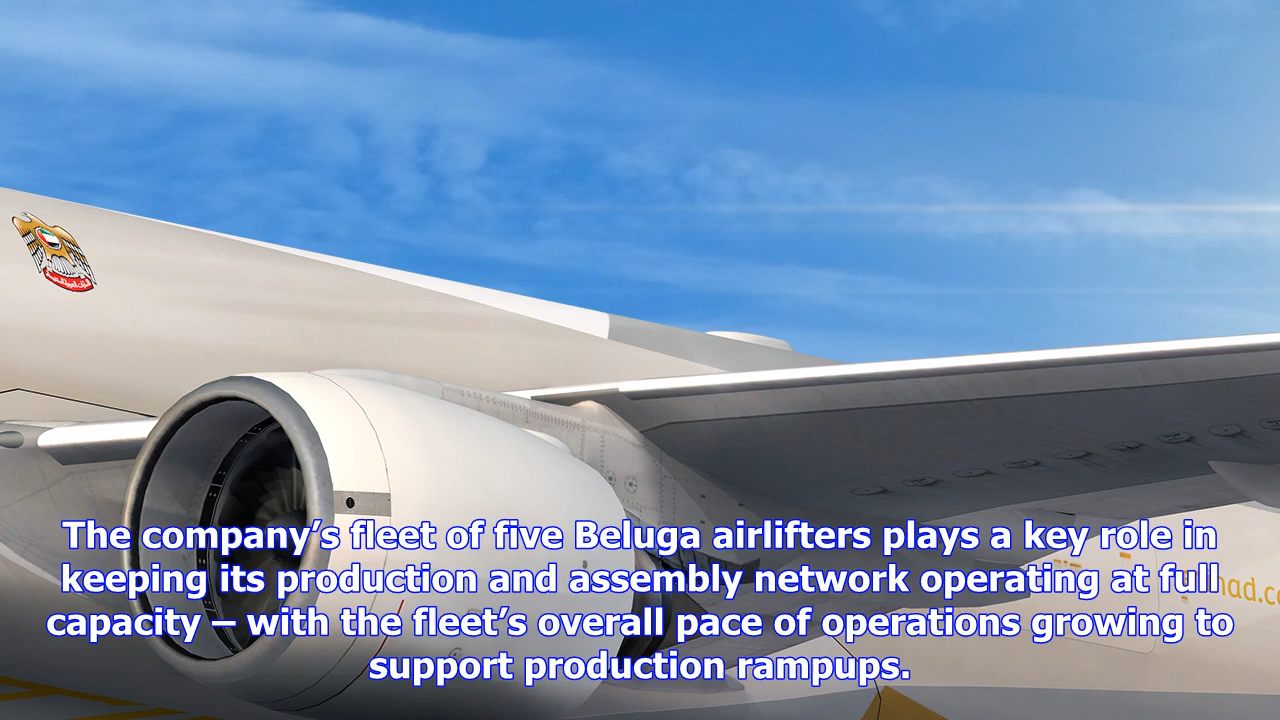 The company’s fleet of five Beluga airlifters plays a key role in
keeping its production and assembly network operating at full
capacity – with the fleet’s overall pace of operations growing to
support production rampups.